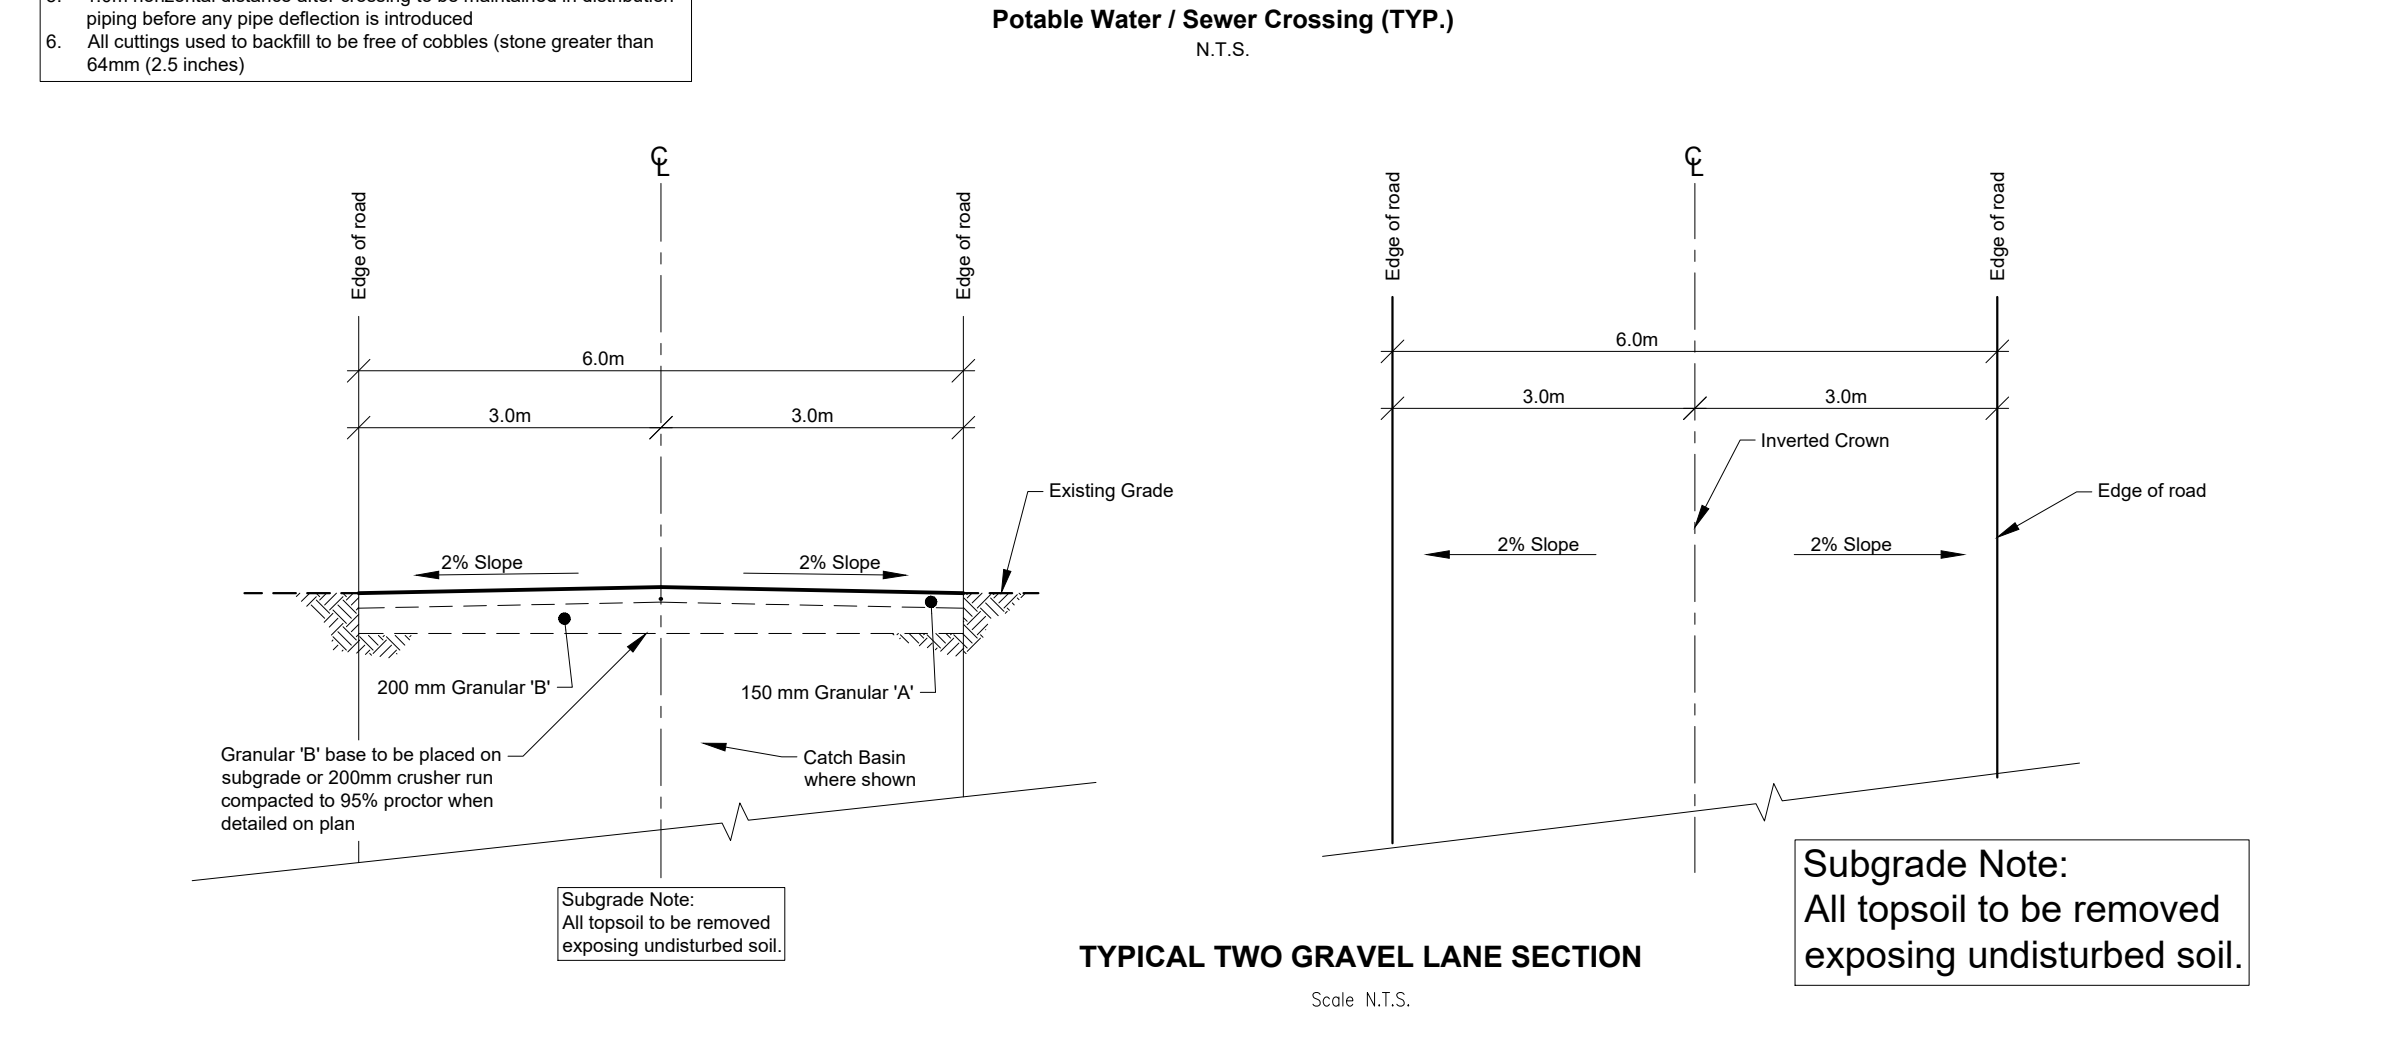 piping before any pipe deflection is introduced
6. All cuttings used to backfill to be free of cobbles (stone greater than
64mm (2.5 inches)
Potable Water / Sewer Crossing (TYP.)
N.T.S.
Edge of road
℄
Edge of road
6.0m
3.0m
3.0m
Existing Grade
2% Slope
2% Slope
200 mm Granular 'B'
150 mm Granular 'A'
Granular 'B' base to be placed on
subgrade or 200mm crusher run
compacted to 95% proctor when
detailed on plan
Catch Basin
where shown
Subgrade Note:
All topsoil to be removed
exposing undisturbed soil.
Edge of road
℄
Edge of road
6.0m
3.0m
3.0m
Inverted Crown
Edge of road
2% Slope
2% Slope
Subgrade Note:
All topsoil to be removed
exposing undisturbed soil.
TYPICAL TWO GRAVEL LANE SECTION
Scale N.T.S.